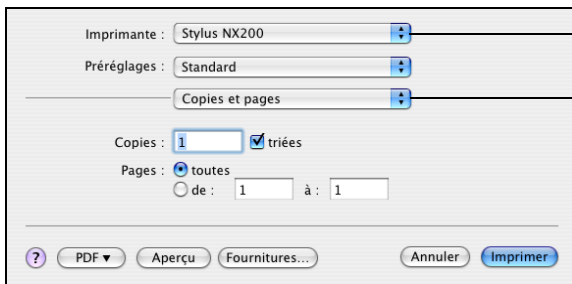 Imprimante : Stylus NX200
Préréglages : Standard
Copies et pages
Copies : 1 triées
Pages : toutes
de : 1 à : 1
? PDF ▼ Aperçu Fournitures... Annuler Imprimer